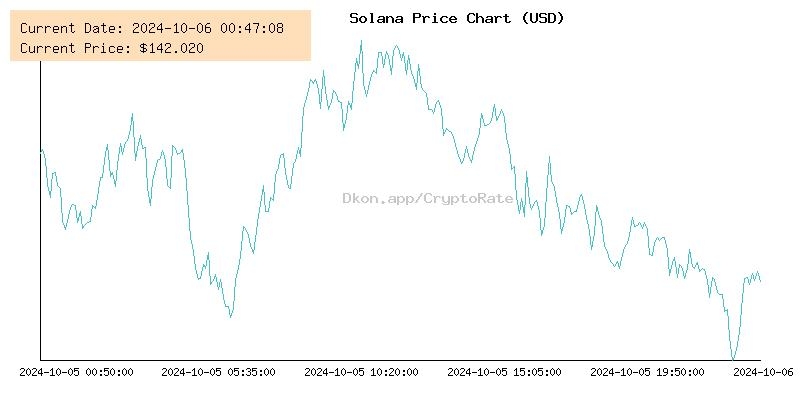 Solana Price Chart (USD)
Current Date: 2024-10-06 00:47:08
Current Price: $142.020
Dkon.app/CryptoRate
2024-10-05 00:50:00 2024-10-05 05:35:00 2024-10-05 10:20:00 2024-10-05 15:05:00 2024-10-05 19:50:00 2024-10-06